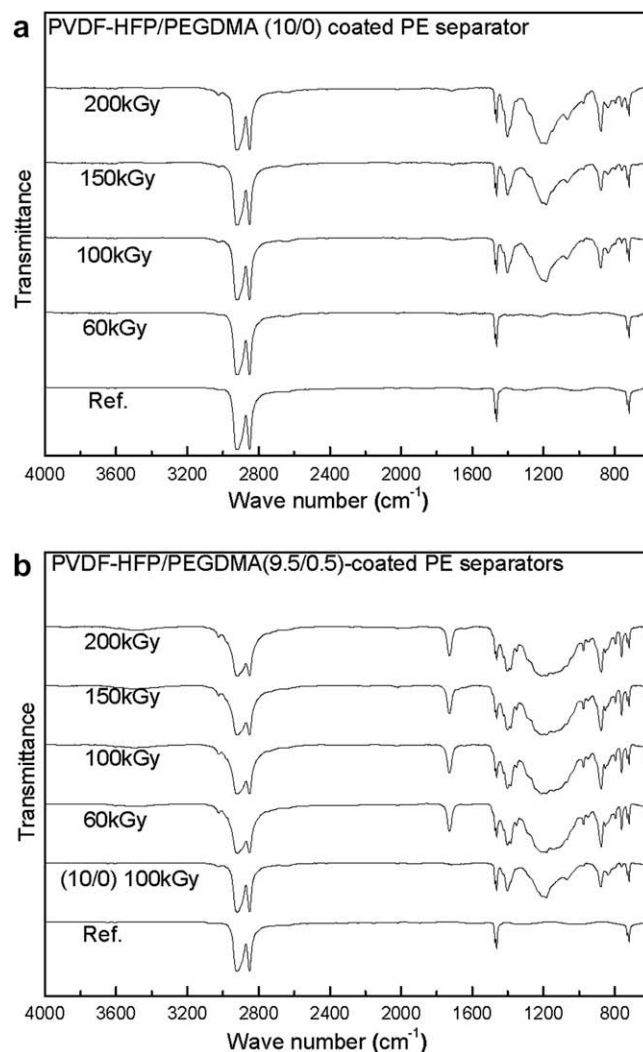 a
PVDF-HFP/PEGDMA (10/0) coated PE separator
200kGy
150kGy
100kGy
60kGy
Ref.
Transmittance
4000 3600 3200 2800 2400 2000 1600 1200 800
Wave number (cm-1)
b
PVDF-HFP/PEGDMA(9.5/0.5)-coated PE separators
200kGy
150kGy
100kGy
60kGy
(10/0) 100kGy
Ref.
Transmittance
4000 3600 3200 2800 2400 2000 1600 1200 800
Wave number (cm-1)